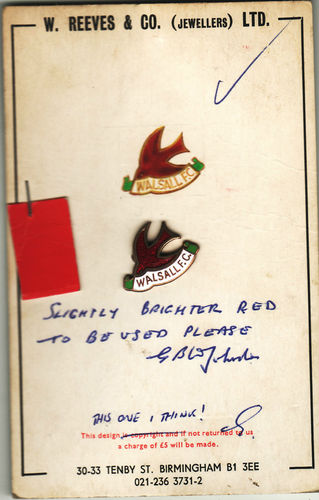 W. REEVES & CO. (JEWELLERS) LTD.
WALSALL F.C.
WALSALL F.C.
SLIGHTLY BRIGHTER RED
TO BE USED PLEASE
THIS ONE I THINK!
This design is copyright and if not returned to us
a charge of £5 will be made.
30-33 TENBY ST. BIRMINGHAM B1 3EE
021-236 3731-2